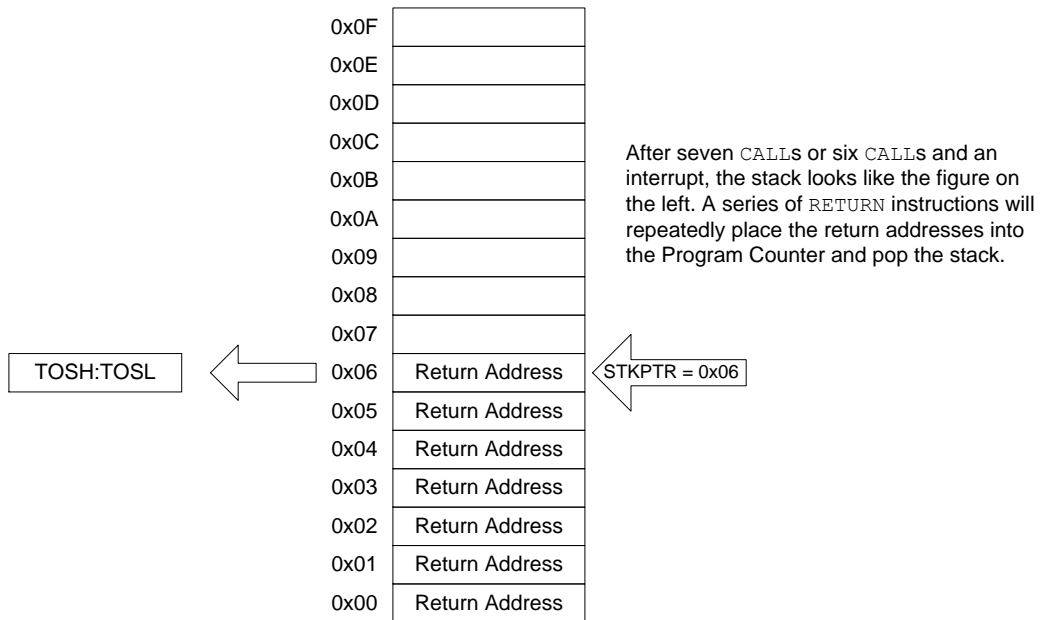 0x0F
0x0E
0x0D
0x0C
0x0B
0x0A
0x09
0x08
0x07
After seven CALLs or six CALLs and an
interrupt, the stack looks like the figure on
the left. A series of RETURN instructions will
repeatedly place the return addresses into
the Program Counter and pop the stack.
TOSH:TOSL
0x06 Return Address
STKPTR = 0x06
0x05 Return Address
0x04 Return Address
0x03 Return Address
0x02 Return Address
0x01 Return Address
0x00 Return Address